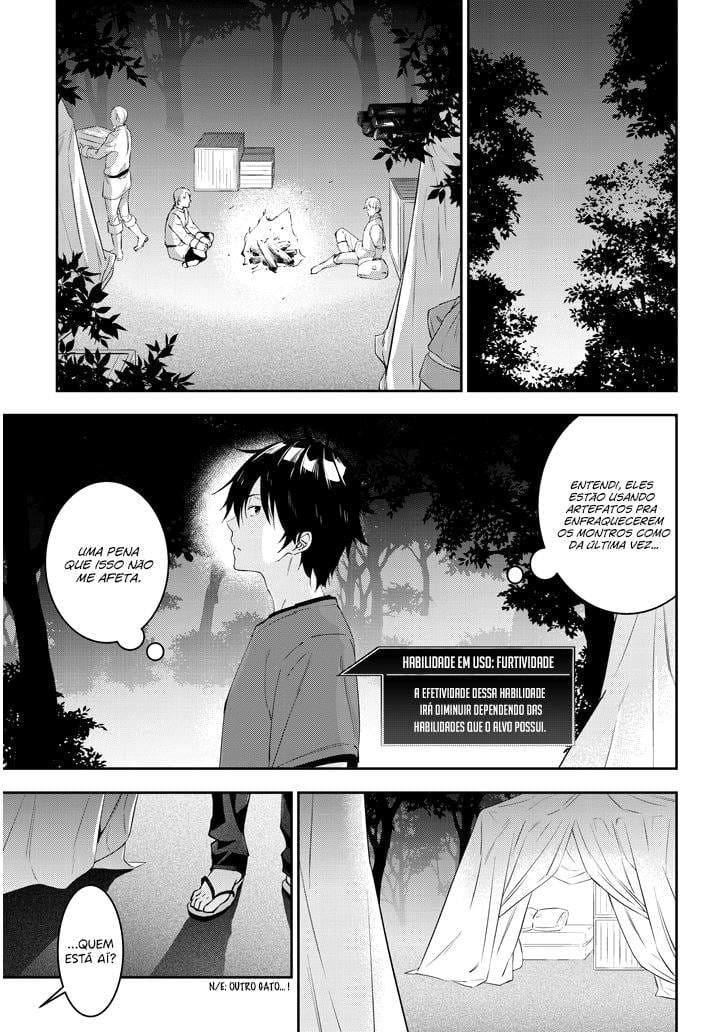 ENTENDI, ELES
ESTÃO USANDO
ARTEFATOS PRA
ENFRAQUECEREM
OS MONTROS COMO
DA ÚLTIMA VEZ...
UMA PENA
QUE ISSO NÃO
ME AFETA.
HABILIDADE EM USO: FURTIVIDADE
A EFETIVIDADE DESSA HABILIDADE
IRÁ DIMINUIR DEPENDENDO DAS
HABILIDADES QUE O ALVO POSSUI.
...QUEM
ESTÁ AÍ?
N/E: OUTRO GATO...!